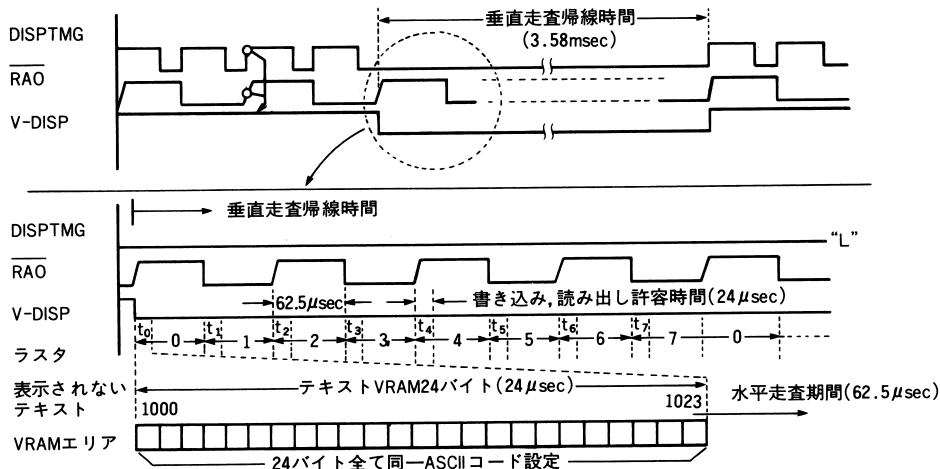 垂直走査帰線時間
(3.58msec)
DISPTMG
RAO
V-DISP
垂直走査帰線時間
DISPTMG
"L"
RAO
62.5μsec
書き込み,読み出し許容時間(24μsec)
V-DISP
t0 t1 t2 t3 t4 t5 t6 t7
ラスタ
0 1 2 3 4 5 6 7 0
表示されない
テキスト
テキストVRAM24バイト(24μsec)
1000
1023
水平走査期間(62.5μsec)
VRAMエリア
24バイト全て同一ASCIIコード設定